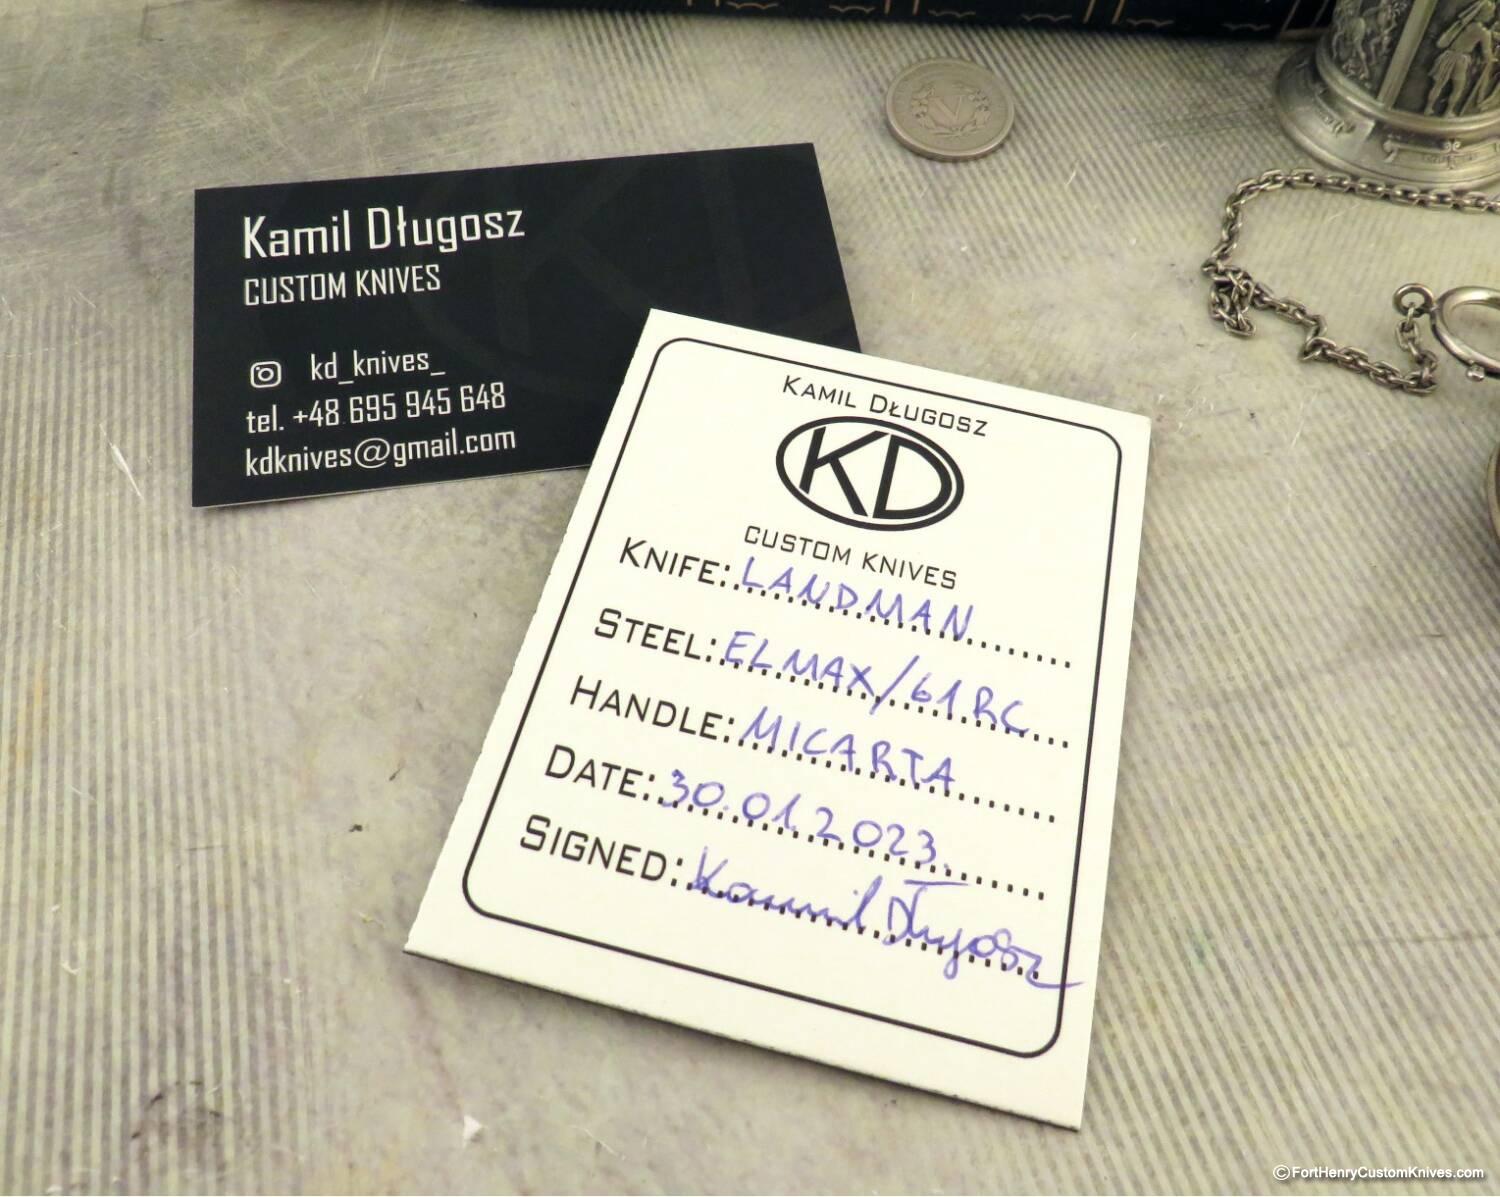 Kamil Długosz
CUSTOM KNIVES
kd_knives_
tel. +48 695 945 648
kdknives@gmail.com
KAMIL DŁUGOSZ
KD
CUSTOM KNIVES
KNIFE: LANDMAN
STEEL: ELMAX/61RC
HANDLE: MICARTA
DATE: 30.01.2023.
SIGNED: Kamil Długosz
V
©FortHenryCustomKnives.com